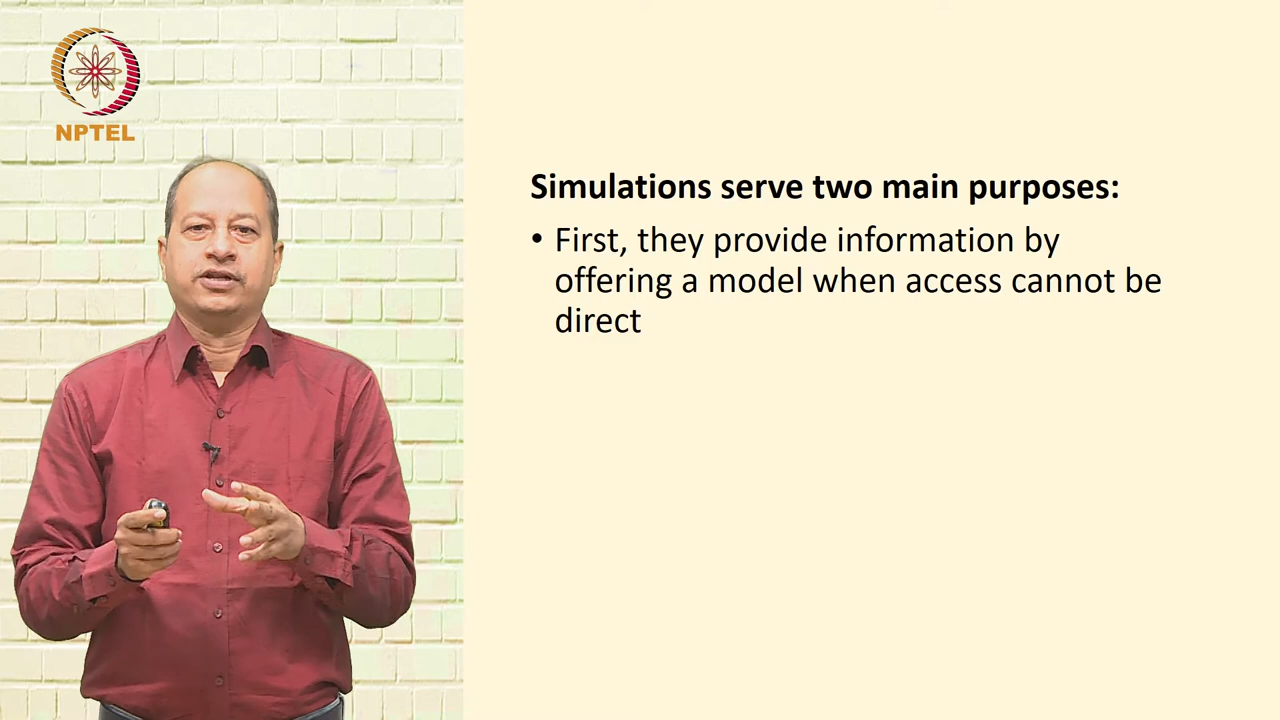 NPTEL
Simulations serve two main purposes:
• First, they provide information by
offering a model when access cannot be
direct